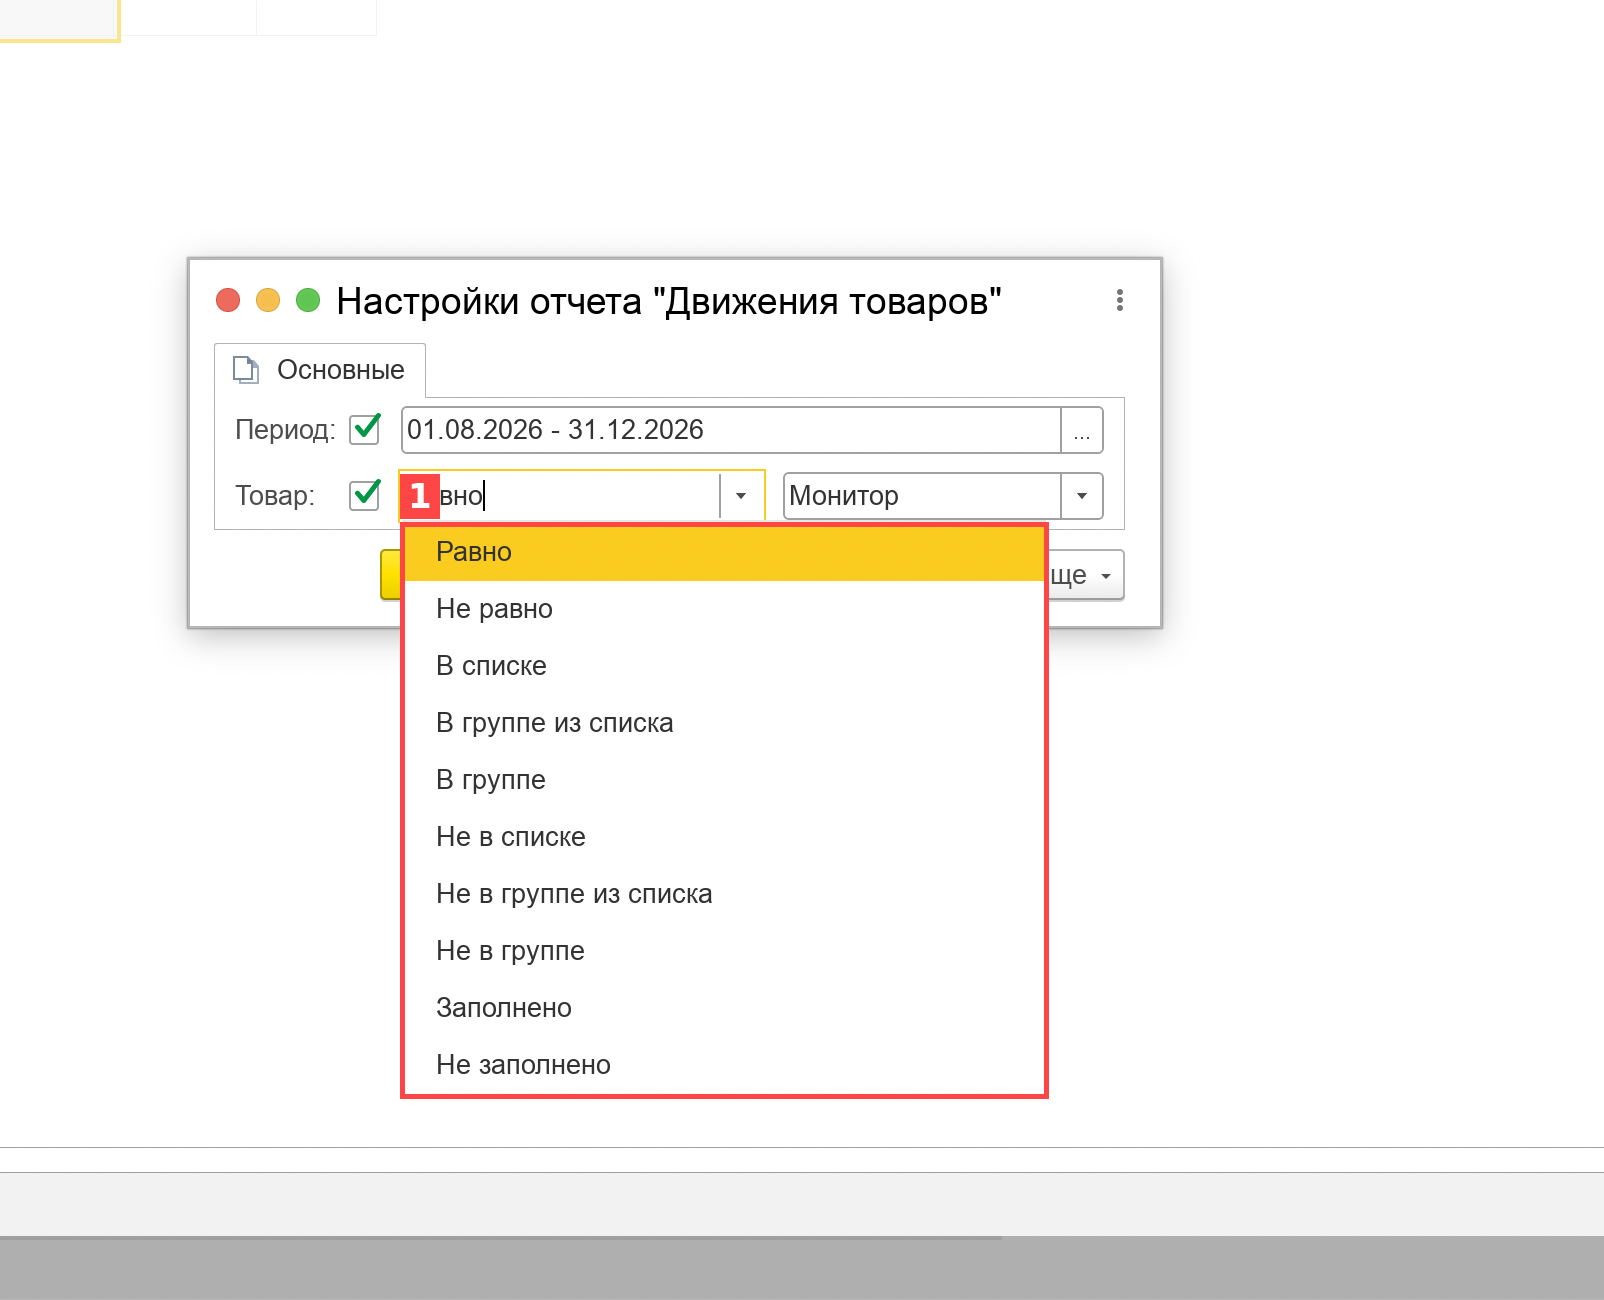 Настройки отчета "Движения товаров"
Основные
Период: 01.08.2026 - 31.12.2026 ...
Товар: 1 вно Монитор
Равно
ще
Не равно
В списке
В группе из списка
В группе
Не в списке
Не в группе из списка
Не в группе
Заполнено
Не заполнено